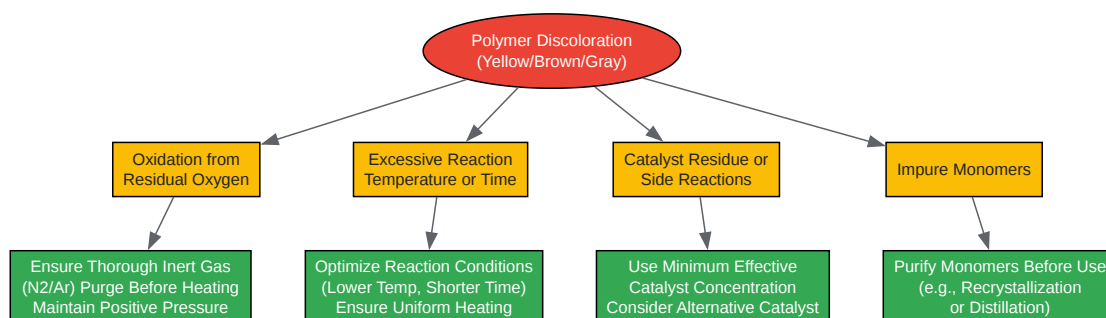 Polymer Discoloration
(Yellow/Brown/Gray)
Oxidation from
Residual Oxygen
Excessive Reaction
Temperature or Time
Catalyst Residue or
Side Reactions
Impure Monomers
Ensure Thorough Inert Gas
(N2/Ar) Purge Before Heating
Maintain Positive Pressure
Optimize Reaction Conditions
(Lower Temp, Shorter Time)
Ensure Uniform Heating
Use Minimum Effective
Catalyst Concentration
Consider Alternative Catalyst
Purify Monomers Before Use
(e.g., Recrystallization
or Distillation)